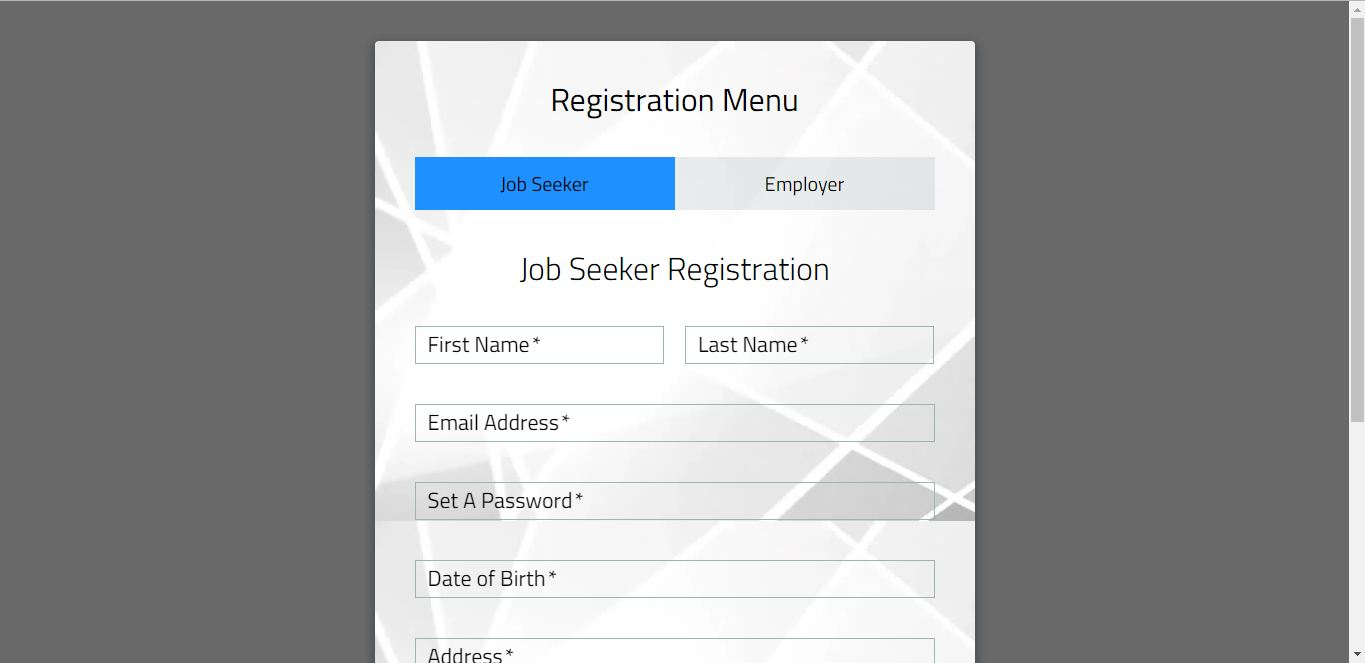 Registration Menu
Job Seeker Employer
Job Seeker Registration
First Name* Last Name*
Email Address*
Set A Password*
Date of Birth*
Address*